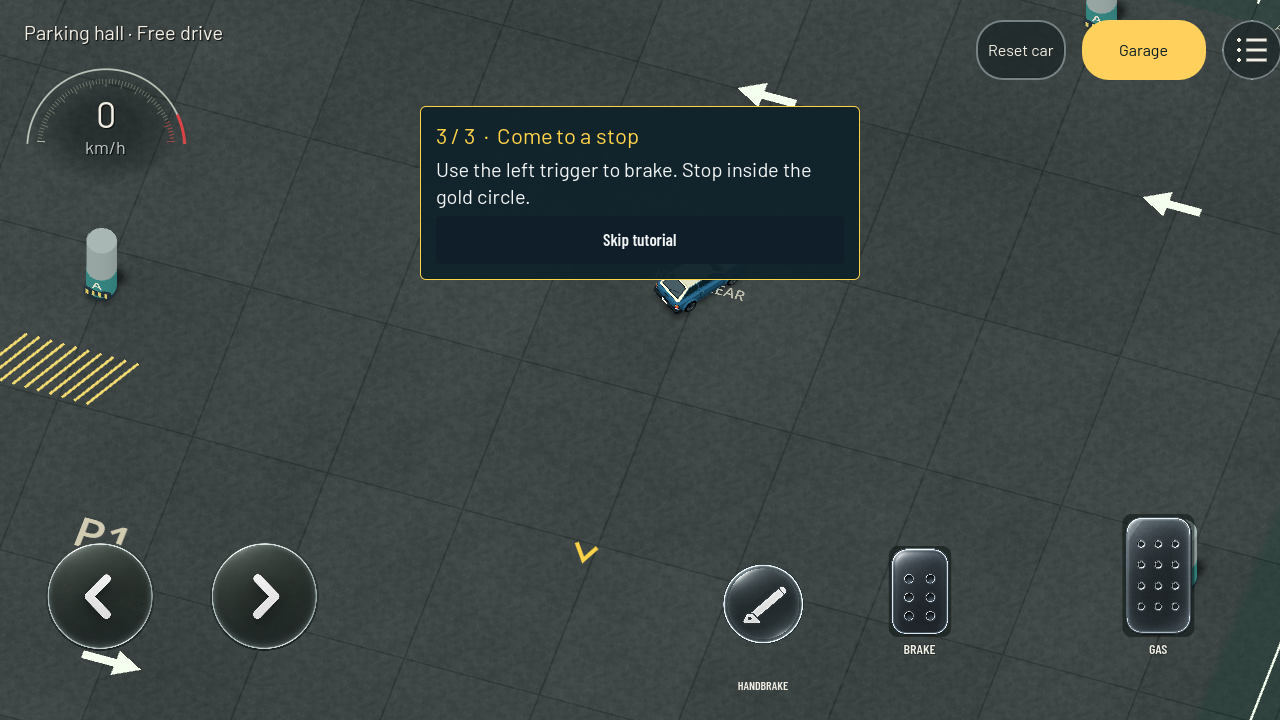 Parking hall · Free drive
Reset car
Garage
A
0
km/h
3 / 3 · Come to a stop
Use the left trigger to brake. Stop inside the
gold circle.
Skip tutorial
A
P1
BRAKE
GAS
HANDBRAKE